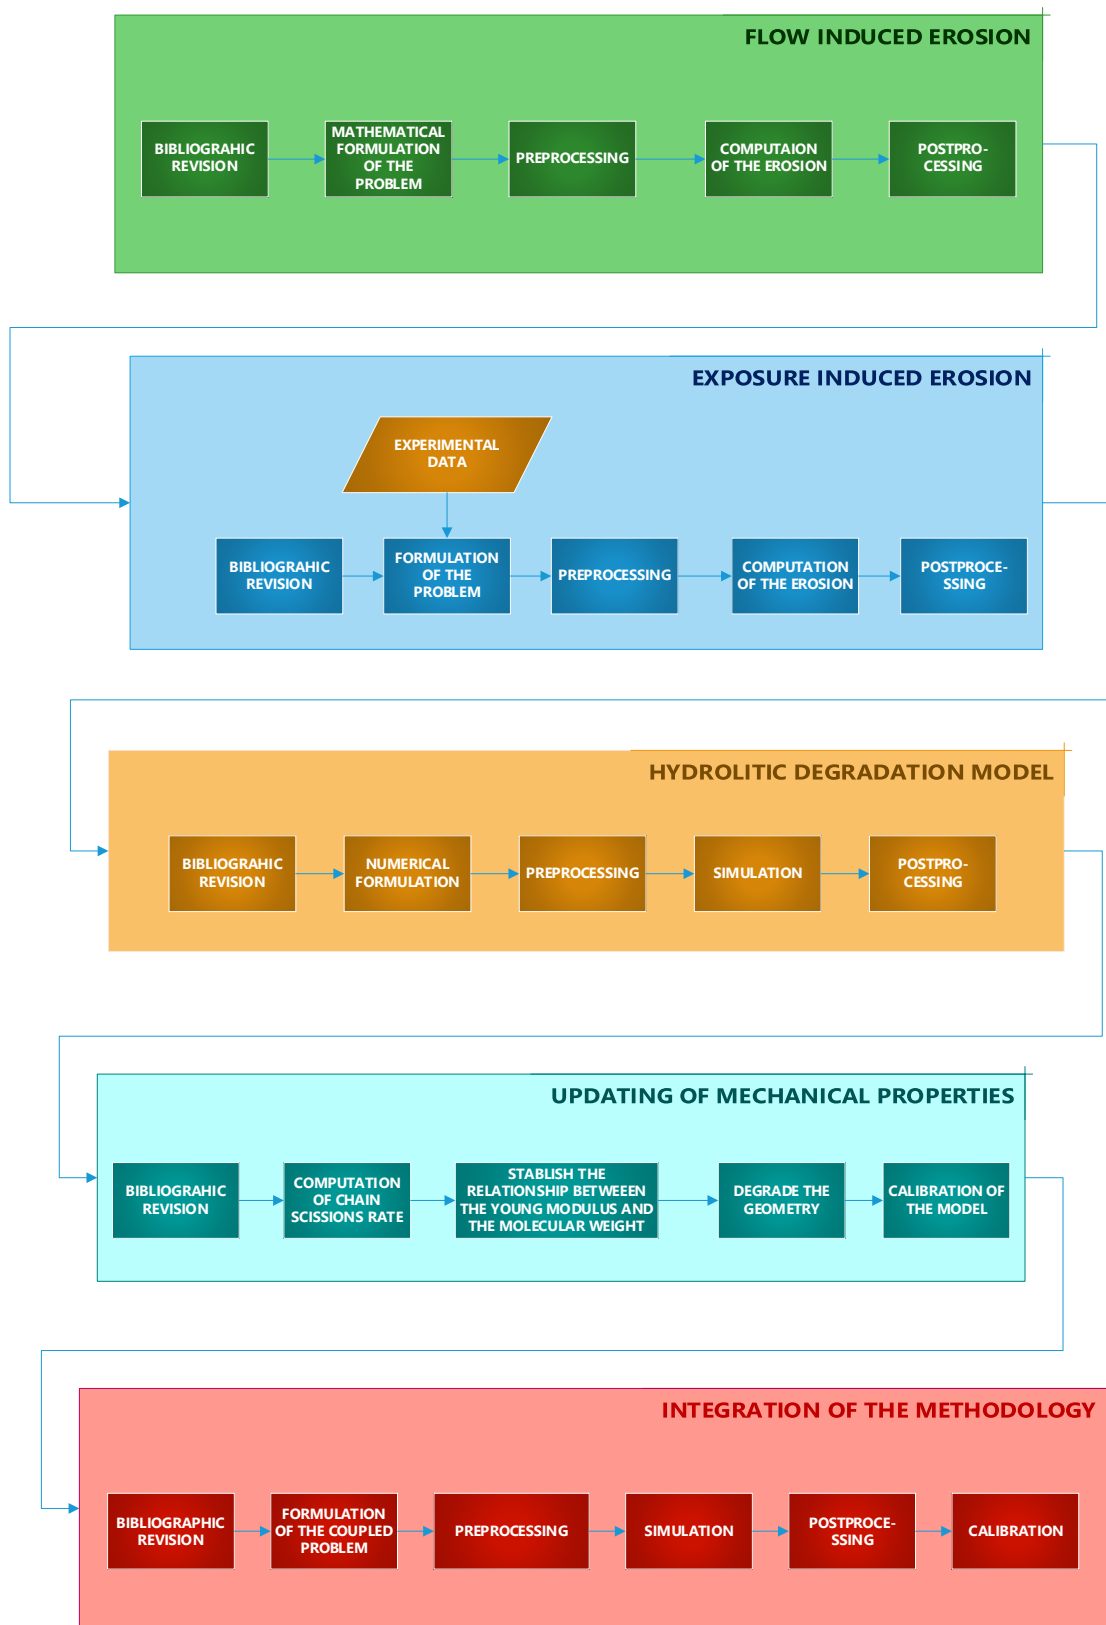 FLOW INDUCED EROSION
BIBLIOGRAHIC
REVISION
MATHEMATICAL
FORMULATION
OF THE
PROBLEM
PREPROCESSING
COMPUTAION
OF THE EROSION
POSTPRO-
CESSING
EXPOSURE INDUCED EROSION
EXPERIMENTAL
DATA
BIBLIOGRAHIC
REVISION
FORMULATION
OF THE
PROBLEM
PREPROCESSING
COMPUTATION
OF THE EROSION
POSTPROCE-
SSING
HYDROLITIC DEGRADATION MODEL
BIBLIOGRAHIC
REVISION
NUMERICAL
FORMULATION
PREPROCESSING
SIMULATION
POSTPRO-
CESSING
UPDATING OF MECHANICAL PROPERTIES
BIBLIOGRAHIC
REVISION
COMPUTATION
OF CHAIN
SCISSIONS RATE
STABLISH THE
RELATIONSHIP BETWEEEN
THE YOUNG MODULUS AND
THE MOLECULAR WEIGHT
DEGRADE THE
GEOMETRY
CALIBRATION OF
THE MODEL
INTEGRATION OF THE METHODOLOGY
BIBLIOGRAPHIC
REVISION
FORMULATION
OF THE COUPLED
PROBLEM
PREPROCESSING
SIMULATION
POSTPROCE-
SSING
CALIBRATION